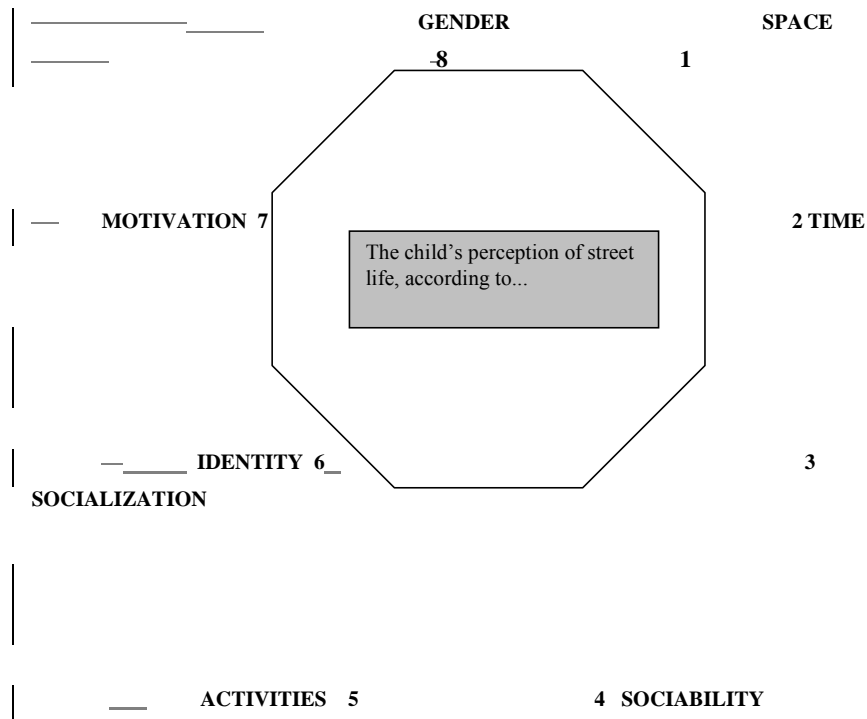 GENDER SPACE
8 1
MOTIVATION 7 2 TIME
The child's perception of street
life, according to...
IDENTITY 6 3
SOCIALIZATION
ACTIVITIES 5 4 SOCIABILITY